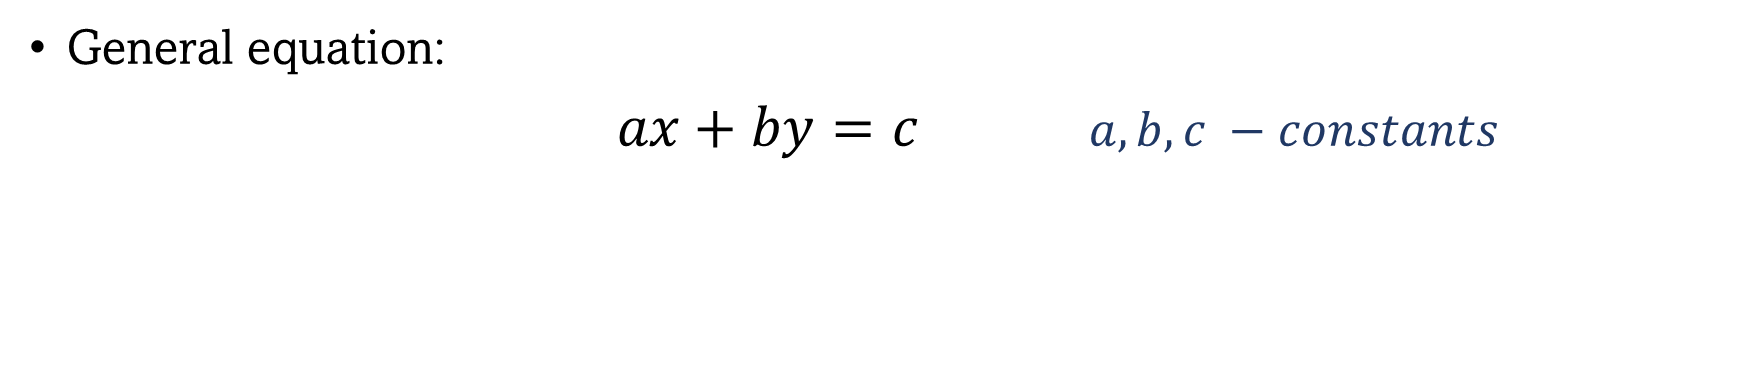 • General equation:
ax + by = c a, b, c − constants